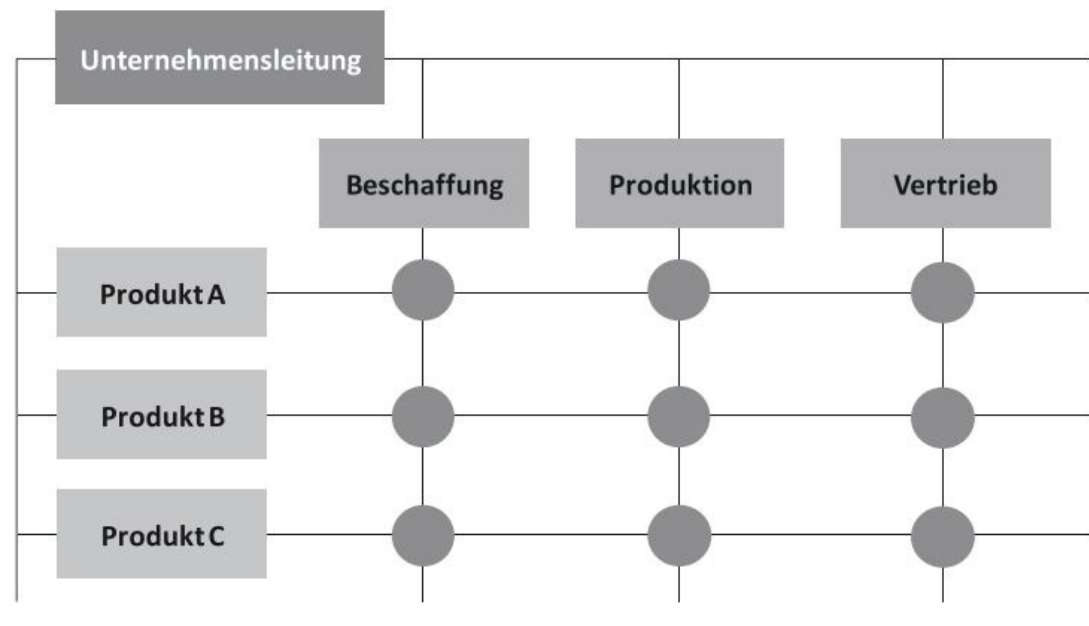 Unternehmensleitung
Beschaffung
Produktion
Vertrieb
Produkt A
Produkt B
Produkt C